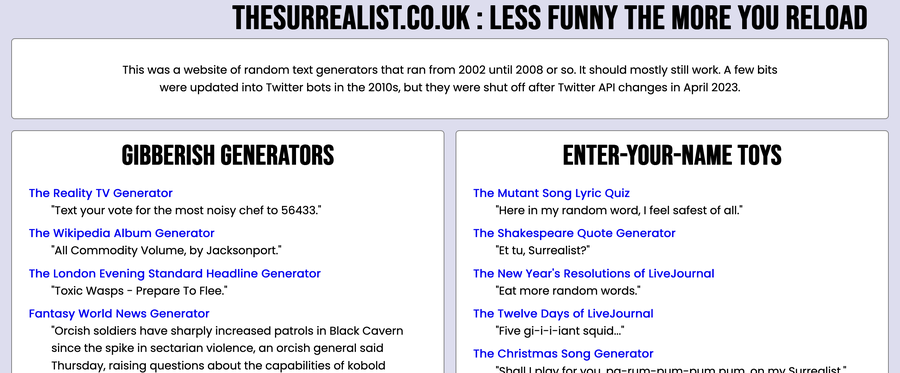 THESURREALIST.CO.UK : LESS FUNNY THE MORE YOU RELOAD
This was a website of random text generators that ran from 2002 until 2008 or so. It should mostly still work. A few bits
were updated into Twitter bots in the 2010s, but they were shut off after Twitter API changes in April 2023.
GIBBERISH GENERATORS
The Reality TV Generator
"Text your vote for the most noisy chef to 56433."
The Wikipedia Album Generator
"All Commodity Volume, by Jacksonport."
The London Evening Standard Headline Generator
"Toxic Wasps - Prepare To Flee."
Fantasy World News Generator
"Orcish soldiers have sharply increased patrols in Black Cavern
since the spike in sectarian violence, an orcish general said
Thursday, raising questions about the capabilities of kobold
ENTER-YOUR-NAME TOYS
The Mutant Song Lyric Quiz
"Here in my random word, I feel safest of all."
The Shakespeare Quote Generator
"Et tu, Surrealist?"
The New Year's Resolutions of LiveJournal
"Eat more random words."
The Twelve Days of LiveJournal
"Five gi-i-i-iant squid..."
The Christmas Song Generator
"Shall I play for you, pa-rum-pum-pum pum, on my Surrealist."